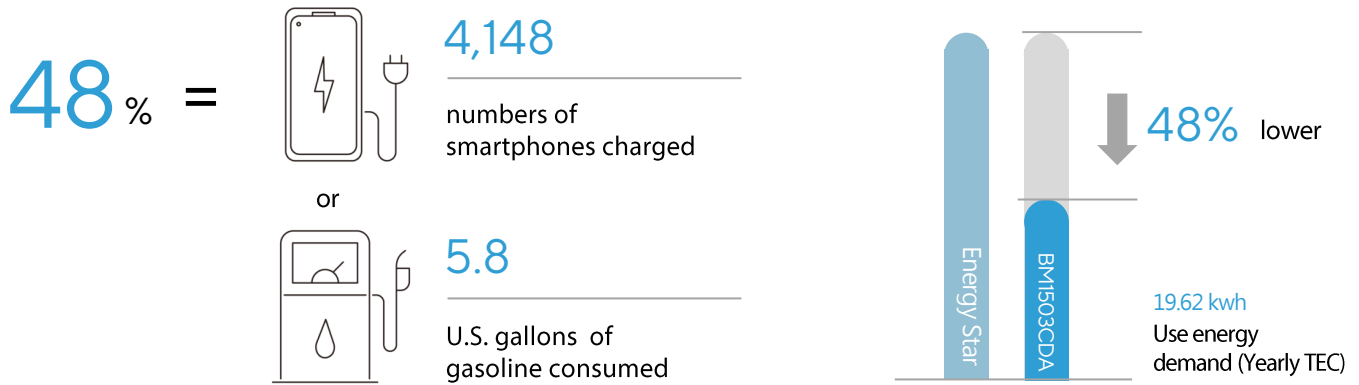 48 % =
4,148
numbers of
smartphones charged
or
5.8
U.S. gallons of
gasoline consumed
Energy Star
BM1503CDA
48% lower
19.62 kwh
Use energy
demand (Yearly TEC)